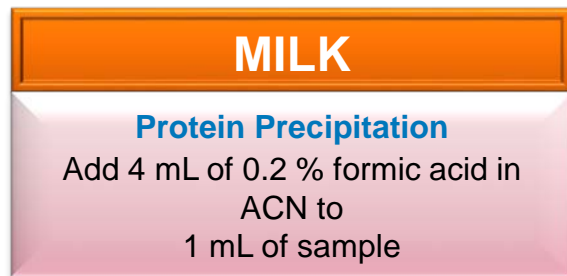 MILK
Protein Precipitation
Add 4 mL of 0.2 % formic acid in
ACN to
1 mL of sample